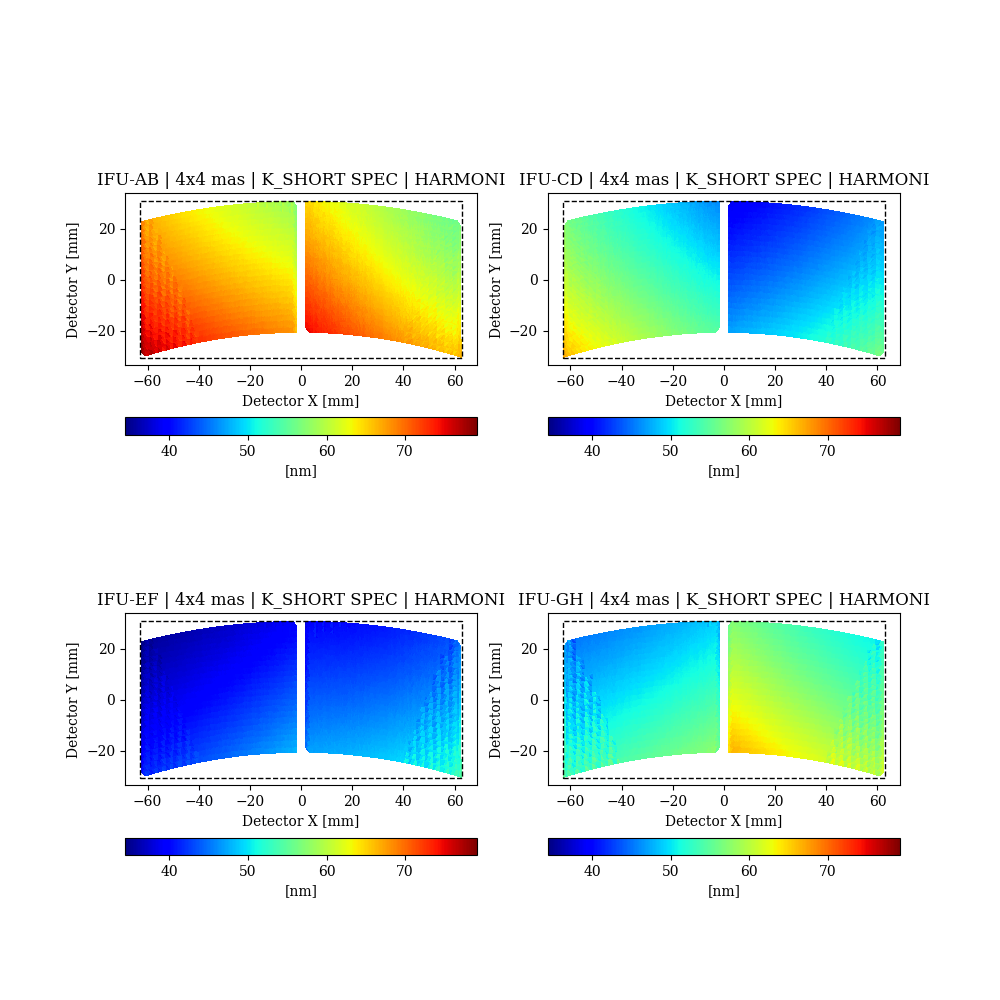 IFU-AB | 4x4 mas | K_SHORT SPEC | HARMONI
Detector Y [mm]
20
0
−20
−60 −40 −20 0 20 40 60
Detector X [mm]
40 50 60 70
[nm]
IFU-CD | 4x4 mas | K_SHORT SPEC | HARMONI
Detector Y [mm]
20
0
−20
−60 −40 −20 0 20 40 60
Detector X [mm]
40 50 60 70
[nm]
IFU-EF | 4x4 mas | K_SHORT SPEC | HARMONI
Detector Y [mm]
20
0
−20
−60 −40 −20 0 20 40 60
Detector X [mm]
40 50 60 70
[nm]
IFU-GH | 4x4 mas | K_SHORT SPEC | HARMONI
Detector Y [mm]
20
0
−20
−60 −40 −20 0 20 40 60
Detector X [mm]
40 50 60 70
[nm]